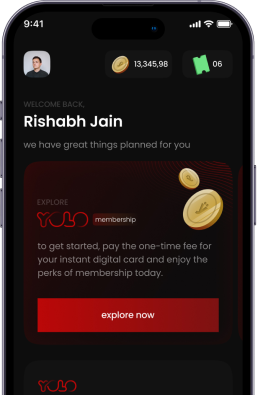 9:41
13,345,98
06
WELCOME BACK,
Rishabh Jain
we have great things planned for you
EXPLORE
YOLO membership
to get started, pay the one-time fee for
your instant digital card and enjoy the
perks of membership today.
explore now
YOLO